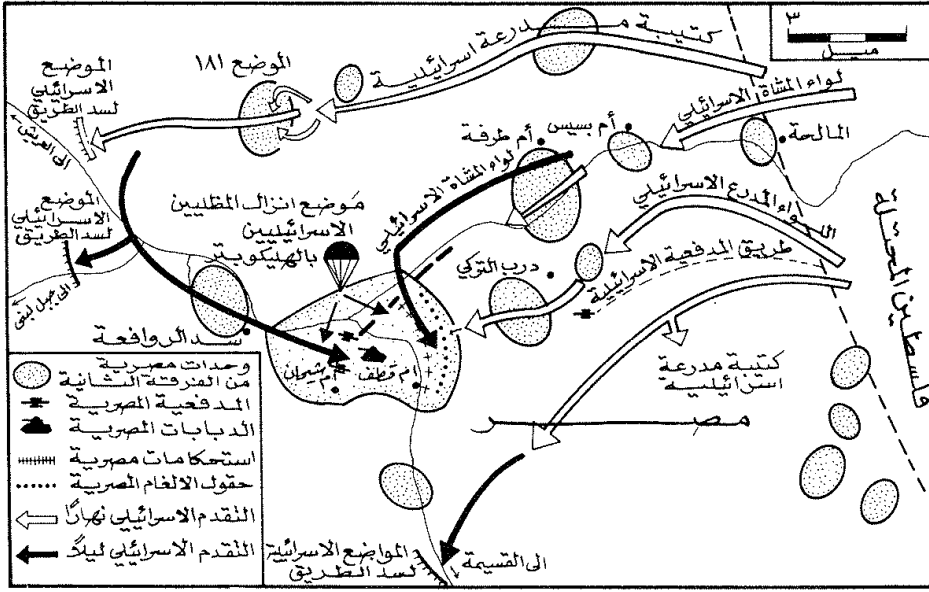 ٣
ميل
كتيبة مدرعة اسرائيلية
الموضع ١٨١
الموضع
الاسرائيلي
لسد الطريق
الى العريش
لواء المشاة الاسرائيلي
المالحة
أم بسيس
أم طرفة
لواء المشاة الاسرائيلي
اللواء المدرع الاسرائيلي
طريق المدفعية الاسرائيلية
فلسطين المحتلة
الموضع
الاسرائيلي
لسد الطريق
الى جبل لبنى
موضع انزال المظليين
الاسرائيليين
بالهليكوبتر
درب التركي
سد الروافعة
أم شيحان
أم قطف
كتيبة مدرعة
اسرائيلية
مصر
وحدات مصرية
من الفرقة الثانية
المدفعية المصرية
الدبابات المصرية
استحكامات مصرية
حقول الالغام المصرية
التقدم الاسرائيلي نهارًا
التقدم الاسرائيلي ليلاً
المواضع الاسرائيلية
لسد الطريق
الى القسيمة